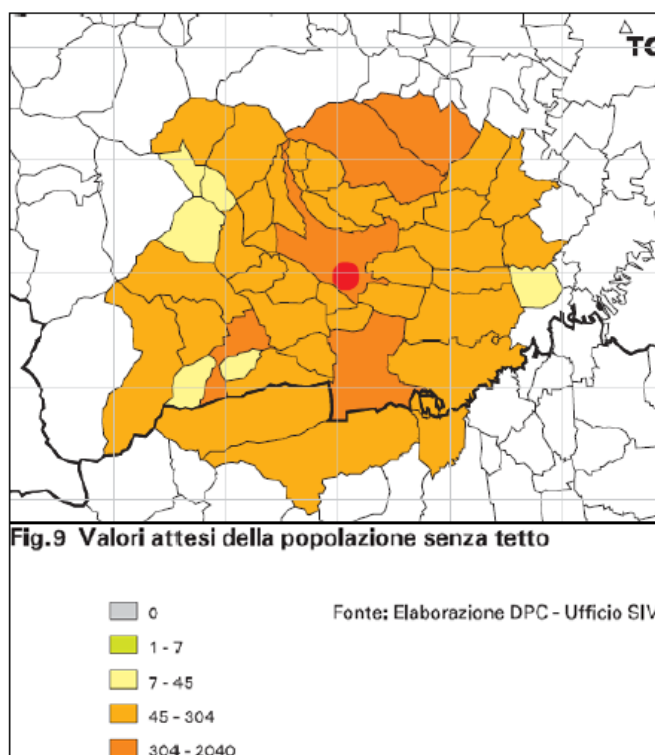 Fig.9 Valori attesi della popolazione senza tetto
0
Fonte: Elaborazione DPC - Ufficio
1 - 7
7 - 45
45 - 304
304 - 2040